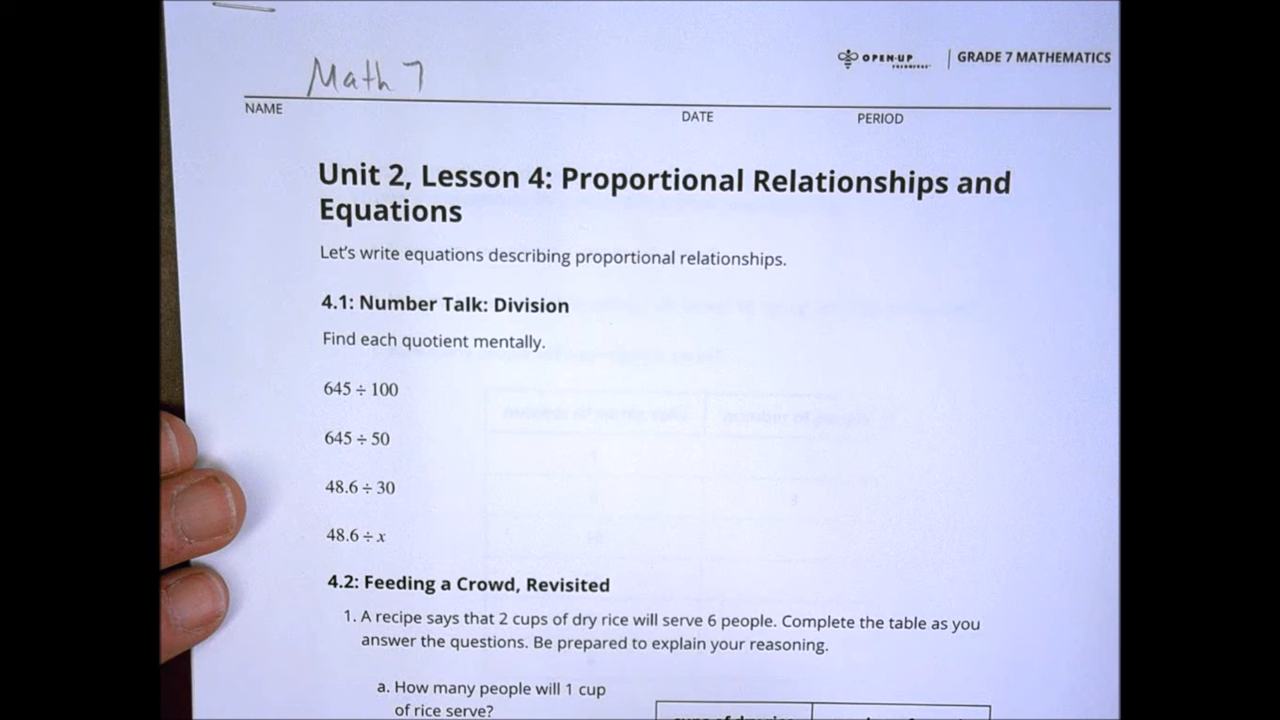 Math 7
OPEN-UP
GRADE 7 MATHEMATICS
NAME
DATE
PERIOD
Unit 2, Lesson 4: Proportional Relationships and
Equations
Let's write equations describing proportional relationships.
4.1: Number Talk: Division
Find each quotient mentally.
645 ÷ 100
645 ÷ 50
48.6 ÷ 30
48.6 ÷ x
4.2: Feeding a Crowd, Revisited
1. A recipe says that 2 cups of dry rice will serve 6 people. Complete the table as you
answer the questions. Be prepared to explain your reasoning.
a. How many people will 1 cup
of rice serve?